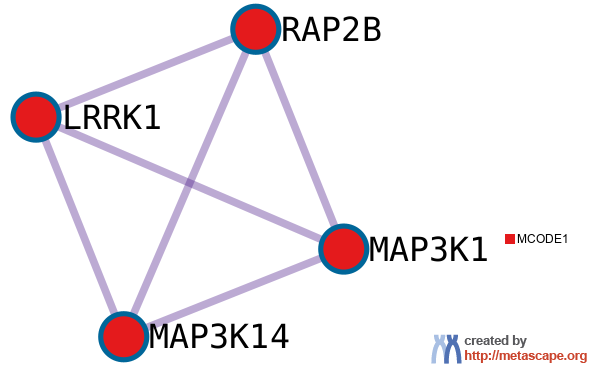 RAP2B
LRRK1
MAP3K1
MCODE1
MAP3K14
created by
http://metascape.org